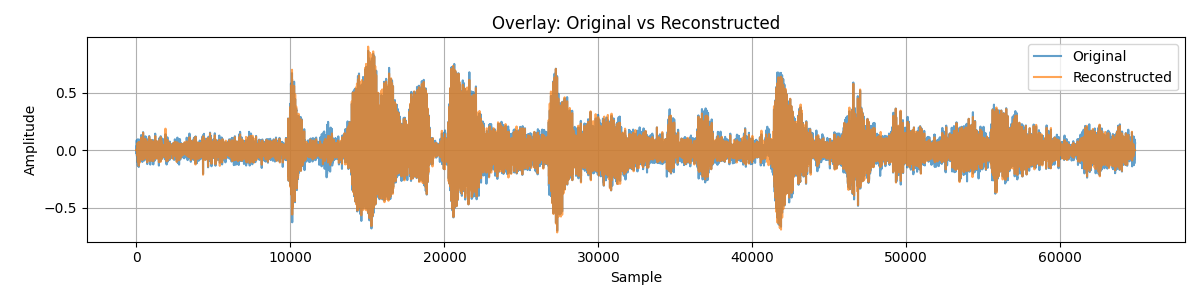 Overlay: Original vs Reconstructed
Original
Reconstructed
Amplitude
0.5
0.0
−0.5
0 10000 20000 30000 40000 50000 60000
Sample